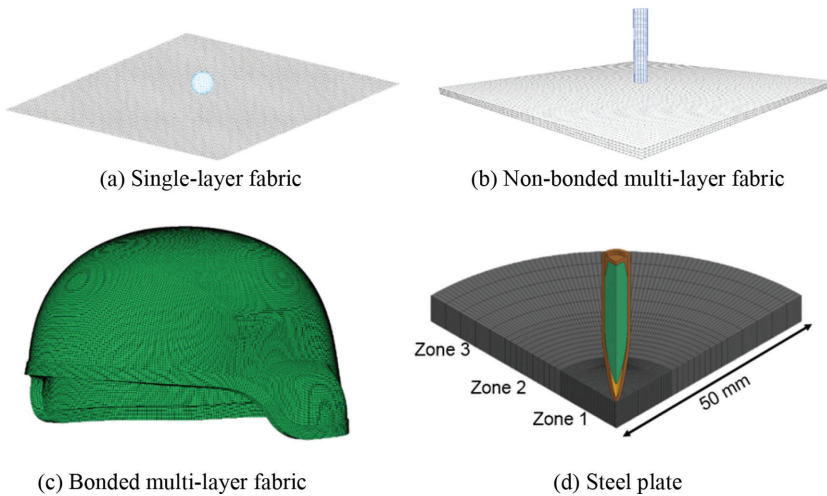 (a) Single-layer fabric
(b) Non-bonded multi-layer fabric
Zone 3
Zone 2
Zone 1
50 mm
(c) Bonded multi-layer fabric
(d) Steel plate